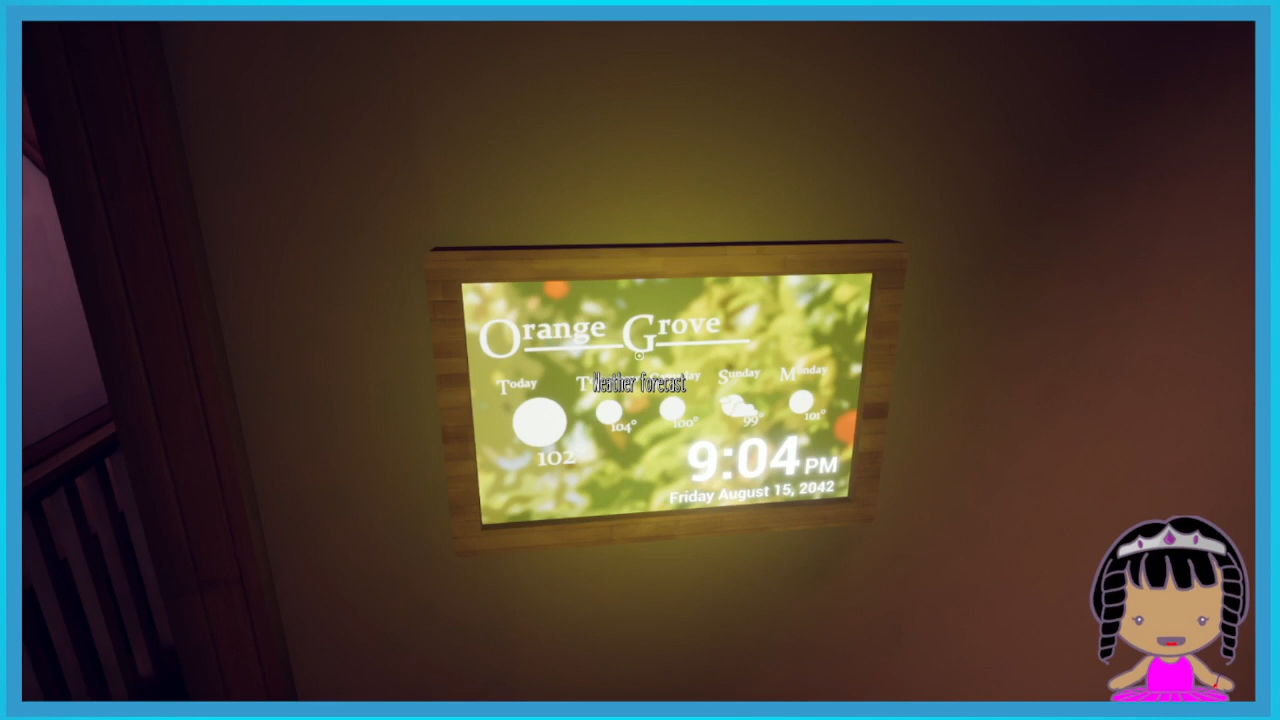 Orange Grove
Today
Weather forecast
Sunday
Monday
102
104°
100°
99°
101°
9:04 PM
Friday August 15, 2042